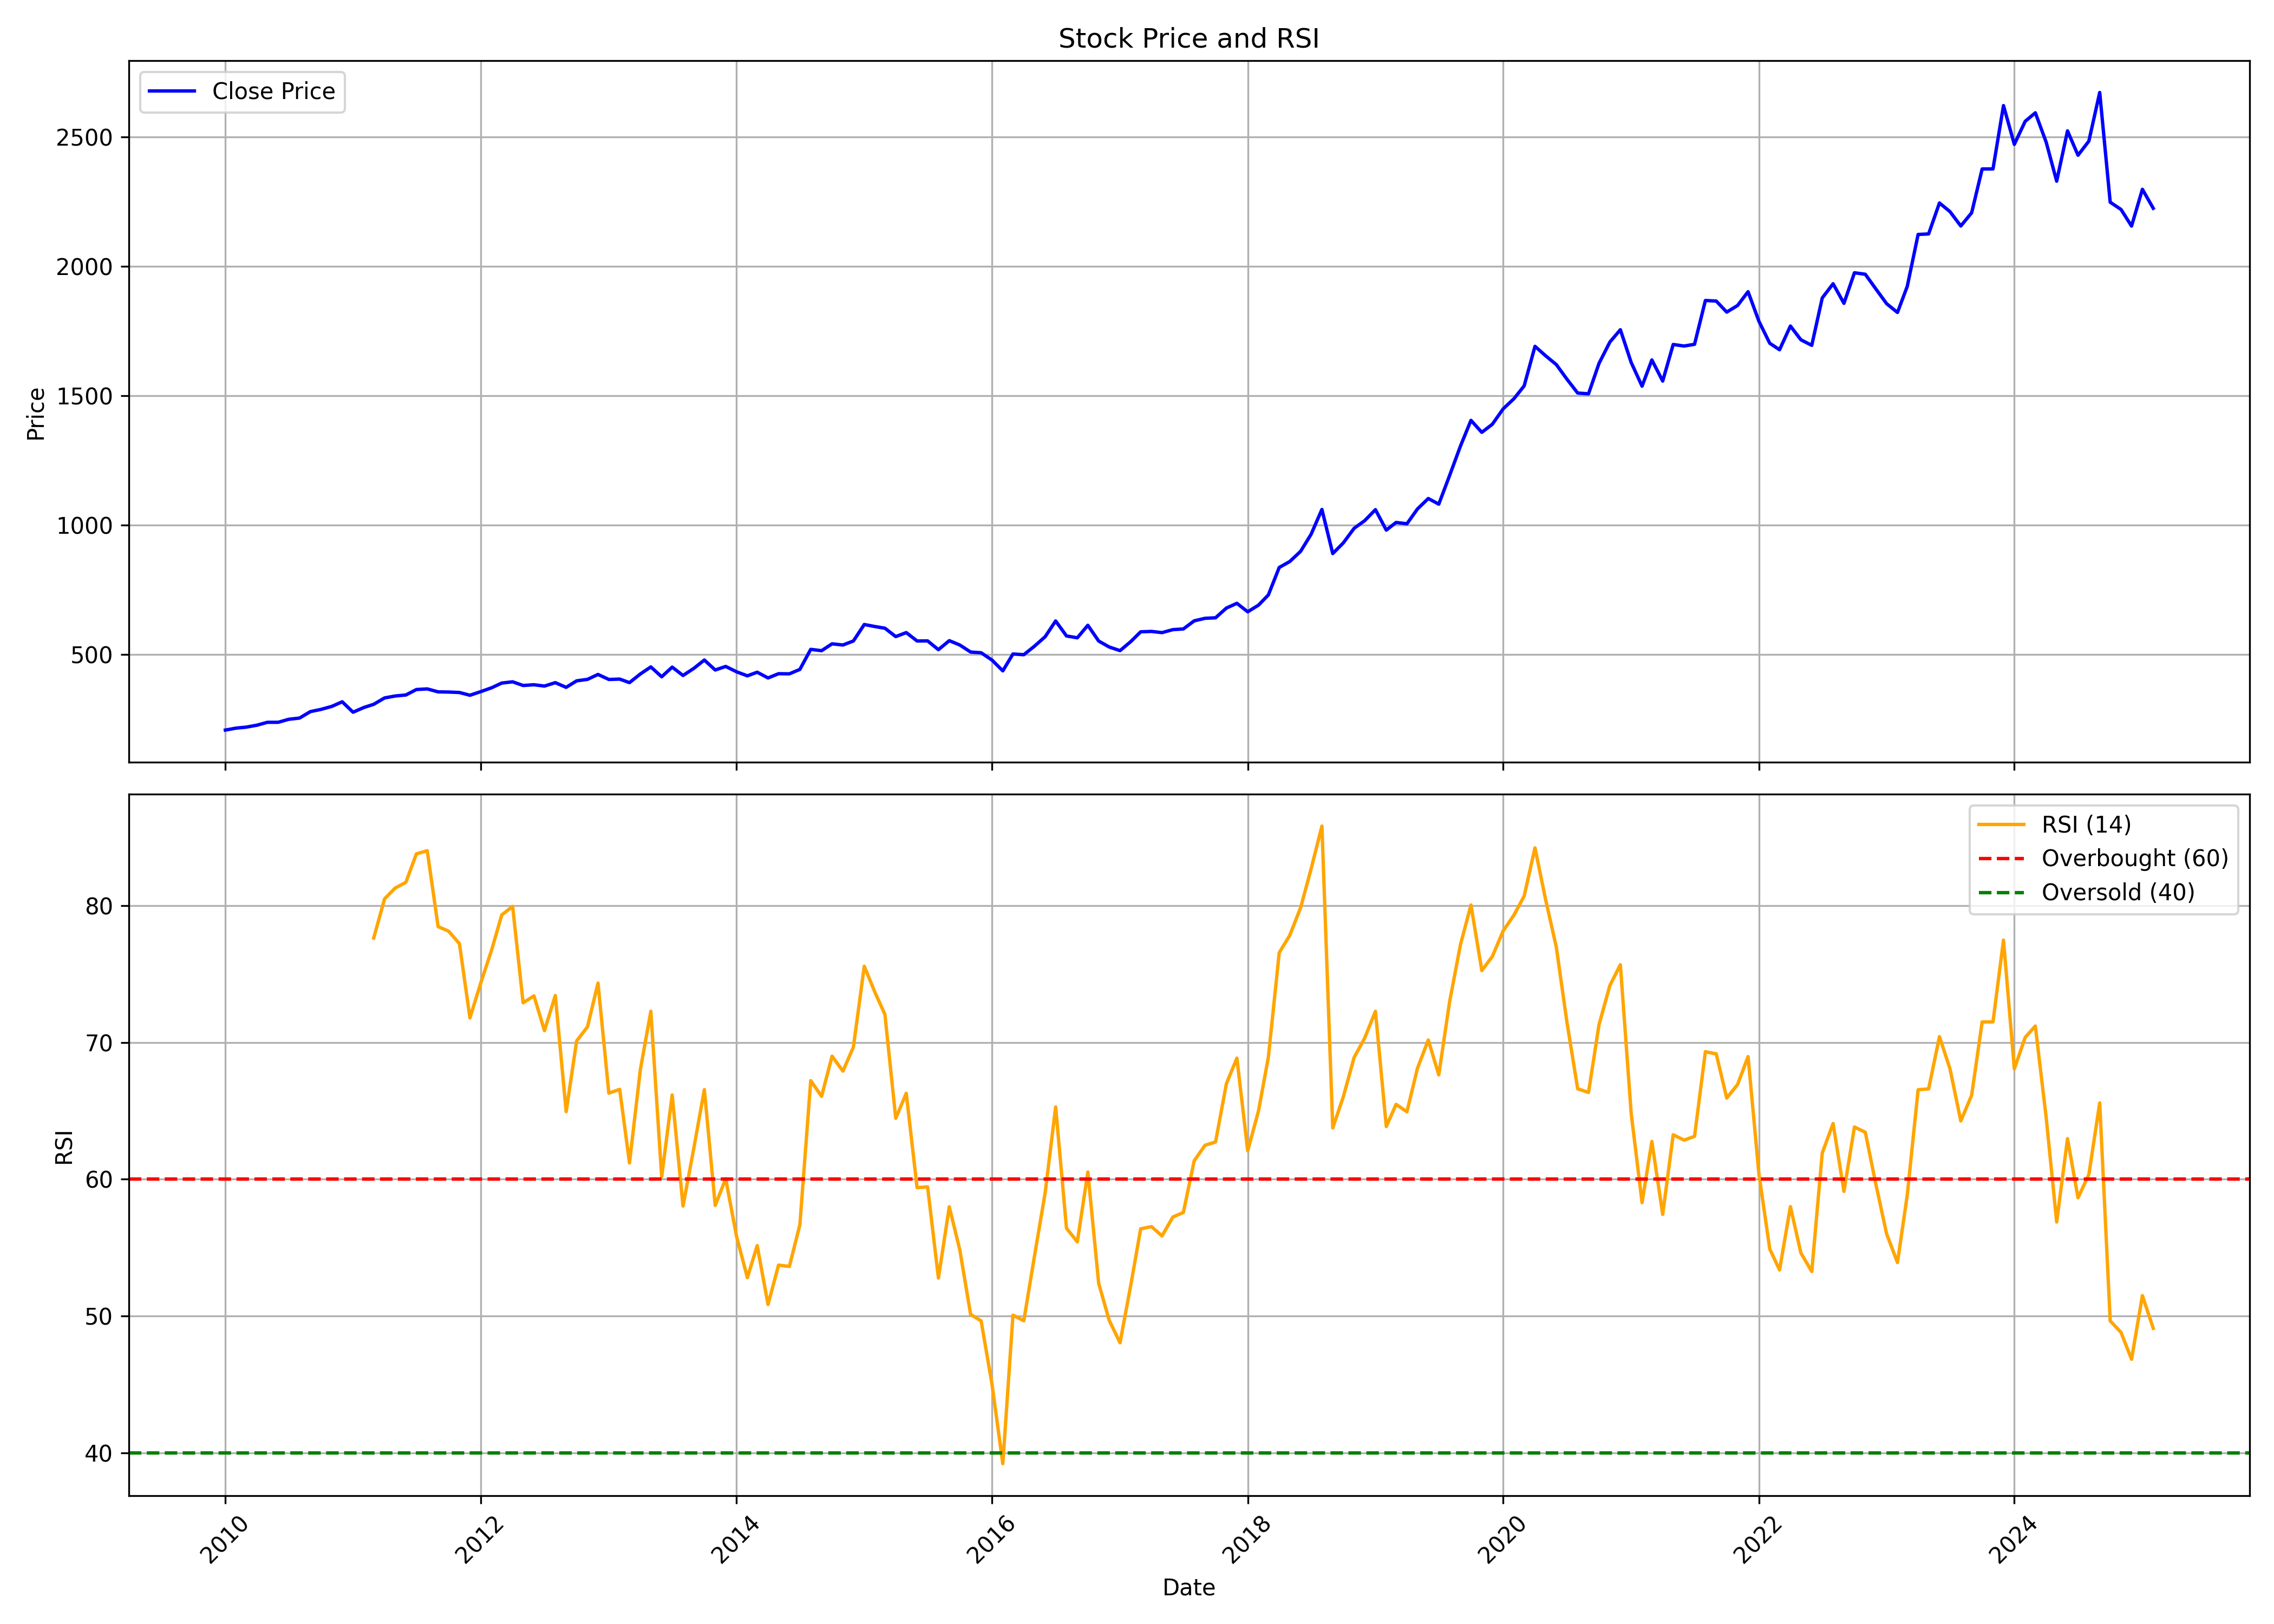 Stock Price and RSI
Close Price
2500
2000
1500
1000
500
Price
RSI (14)
Overbought (60)
Oversold (40)
80
70
60
50
40
RSI
2010
2012
2014
2016
2018
2020
2022
2024
Date